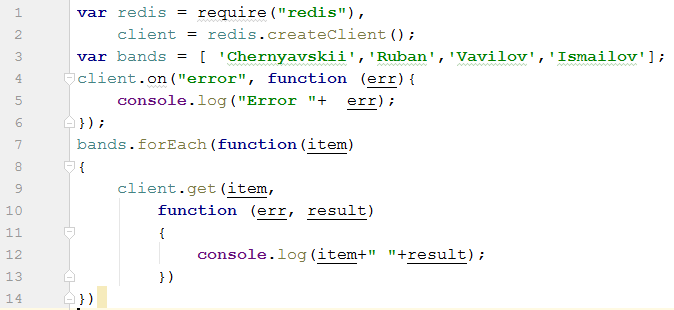 1 var redis = require("redis"),
2     client = redis.createClient();
3 var bands = [ 'Chernyavskii','Ruban','Vavilov','Ismailov'];
4 client.on("error", function (err){
5     console.log("Error "+  err);
6 });
7 bands.forEach(function(item)
8 {
9     client.get(item,
10         function (err, result)
11         {
12             console.log(item+" "+result);
13         })
14 })